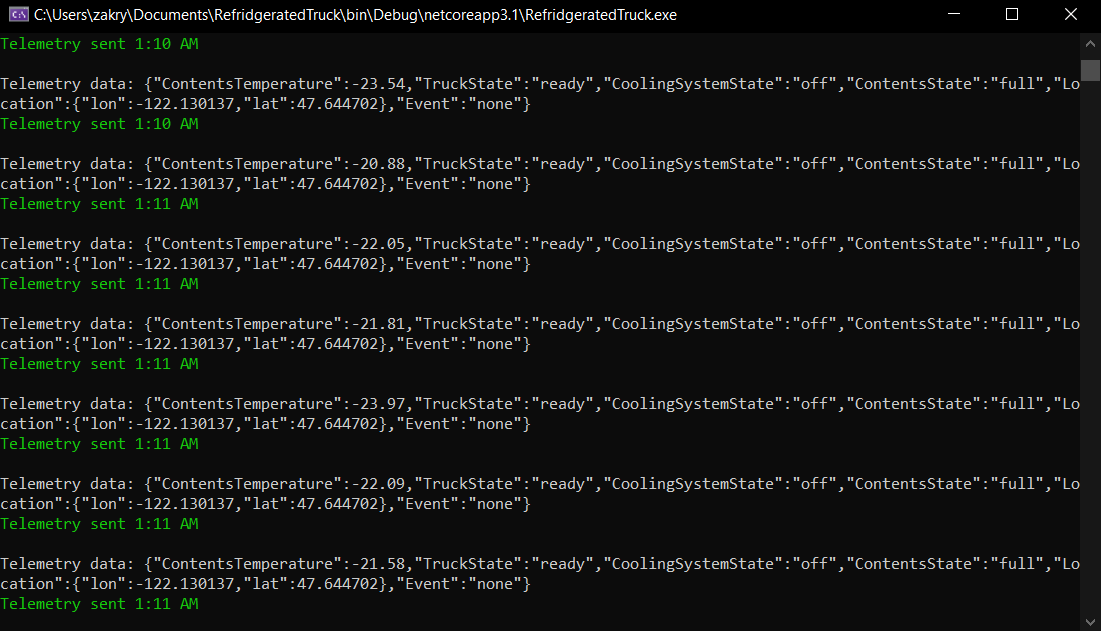 C:\Users\zakry\Documents\RefridgeratedTruck\bin\Debug\netcoreapp3.1\RefridgeratedTruck.exe
Telemetry sent 1:10 AM
Telemetry data: {"ContentsTemperature":-23.54,"TruckState":"ready","CoolingSystemState":"off","ContentsState":"full","Lo
cation":{"lon":-122.130137,"lat":47.644702},"Event":"none"}
Telemetry sent 1:10 AM
Telemetry data: {"ContentsTemperature":-20.88,"TruckState":"ready","CoolingSystemState":"off","ContentsState":"full","Lo
cation":{"lon":-122.130137,"lat":47.644702},"Event":"none"}
Telemetry sent 1:11 AM
Telemetry data: {"ContentsTemperature":-22.05,"TruckState":"ready","CoolingSystemState":"off","ContentsState":"full","Lo
cation":{"lon":-122.130137,"lat":47.644702},"Event":"none"}
Telemetry sent 1:11 AM
Telemetry data: {"ContentsTemperature":-21.81,"TruckState":"ready","CoolingSystemState":"off","ContentsState":"full","Lo
cation":{"lon":-122.130137,"lat":47.644702},"Event":"none"}
Telemetry sent 1:11 AM
Telemetry data: {"ContentsTemperature":-23.97,"TruckState":"ready","CoolingSystemState":"off","ContentsState":"full","Lo
cation":{"lon":-122.130137,"lat":47.644702},"Event":"none"}
Telemetry sent 1:11 AM
Telemetry data: {"ContentsTemperature":-22.09,"TruckState":"ready","CoolingSystemState":"off","ContentsState":"full","Lo
cation":{"lon":-122.130137,"lat":47.644702},"Event":"none"}
Telemetry sent 1:11 AM
Telemetry data: {"ContentsTemperature":-21.58,"TruckState":"ready","CoolingSystemState":"off","ContentsState":"full","Lo
cation":{"lon":-122.130137,"lat":47.644702},"Event":"none"}
Telemetry sent 1:11 AM